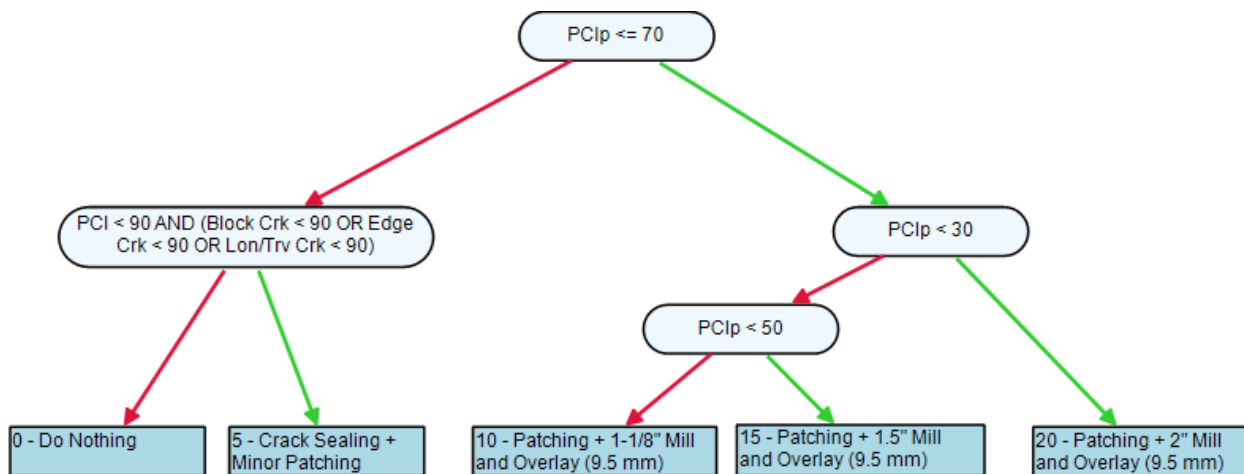 PCIp <= 70
PCI < 90 AND (Block Crk < 90 OR Edge
Crk < 90 OR Lon/Trv Crk < 90)
PCIp < 30
PCIp < 50
0 - Do Nothing
5 - Crack Sealing +
Minor Patching
10 - Patching + 1-1/8" Mill
and Overlay (9.5 mm)
15 - Patching + 1.5" Mill
and Overlay (9.5 mm)
20 - Patching + 2" Mill
and Overlay (9.5 mm)